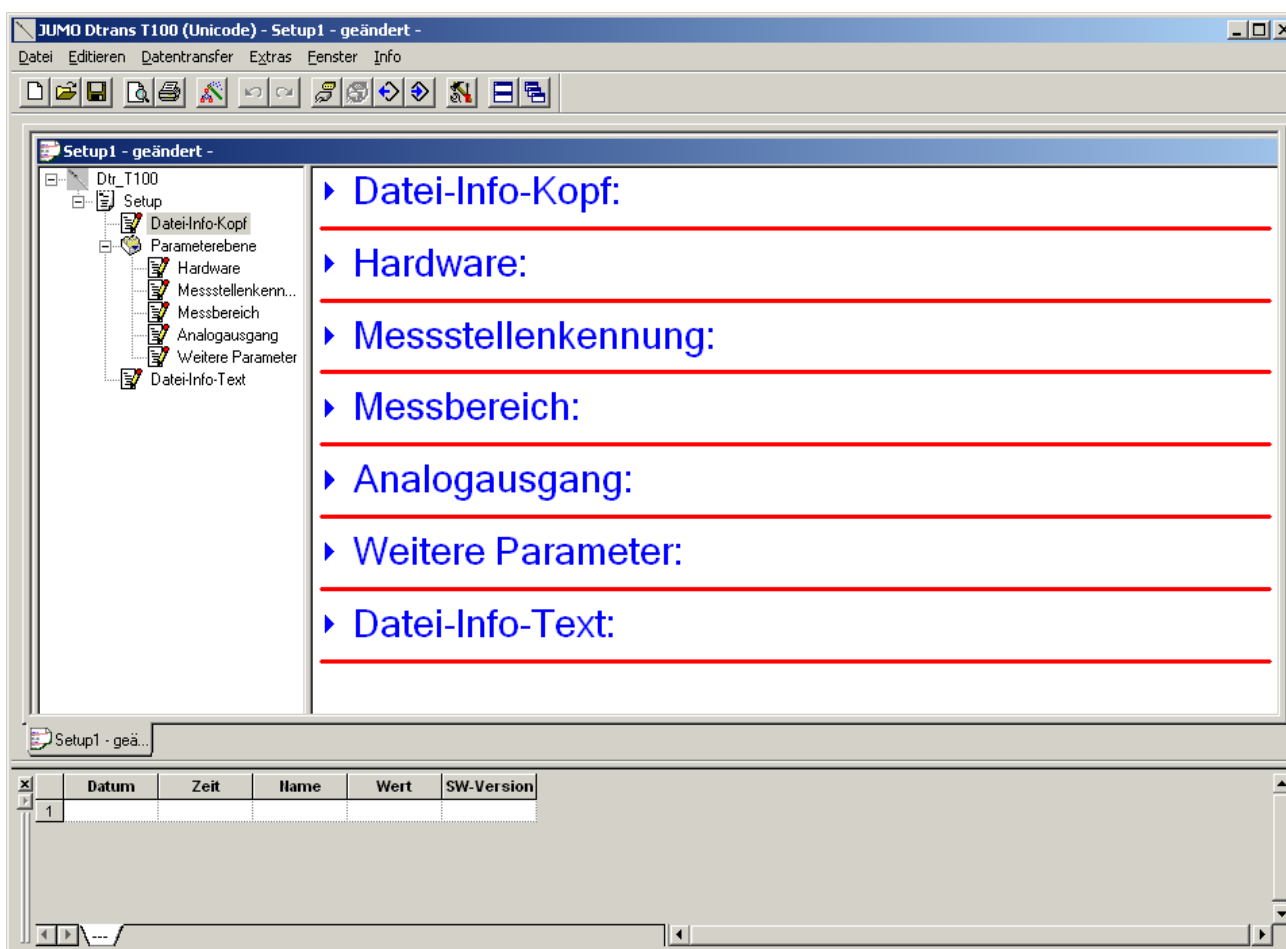 JUMO Dtrans T100 (Unicode) - Setup1 - geändert -
Datei Editieren Datentransfer Extras Fenster Info
Setup1 - geändert -
Dtr_T100
Setup
Datei-Info-Kopf
Parameterebene
Hardware
Messstellenkenn...
Messbereich
Analogausgang
Weitere Parameter
Datei-Info-Text
Datei-Info-Kopf:
Hardware:
Messstellenkennung:
Messbereich:
Analogausgang:
Weitere Parameter:
Datei-Info-Text:
Setup1 - geä...
Datum Zeit Name Wert SW-Version
1
---